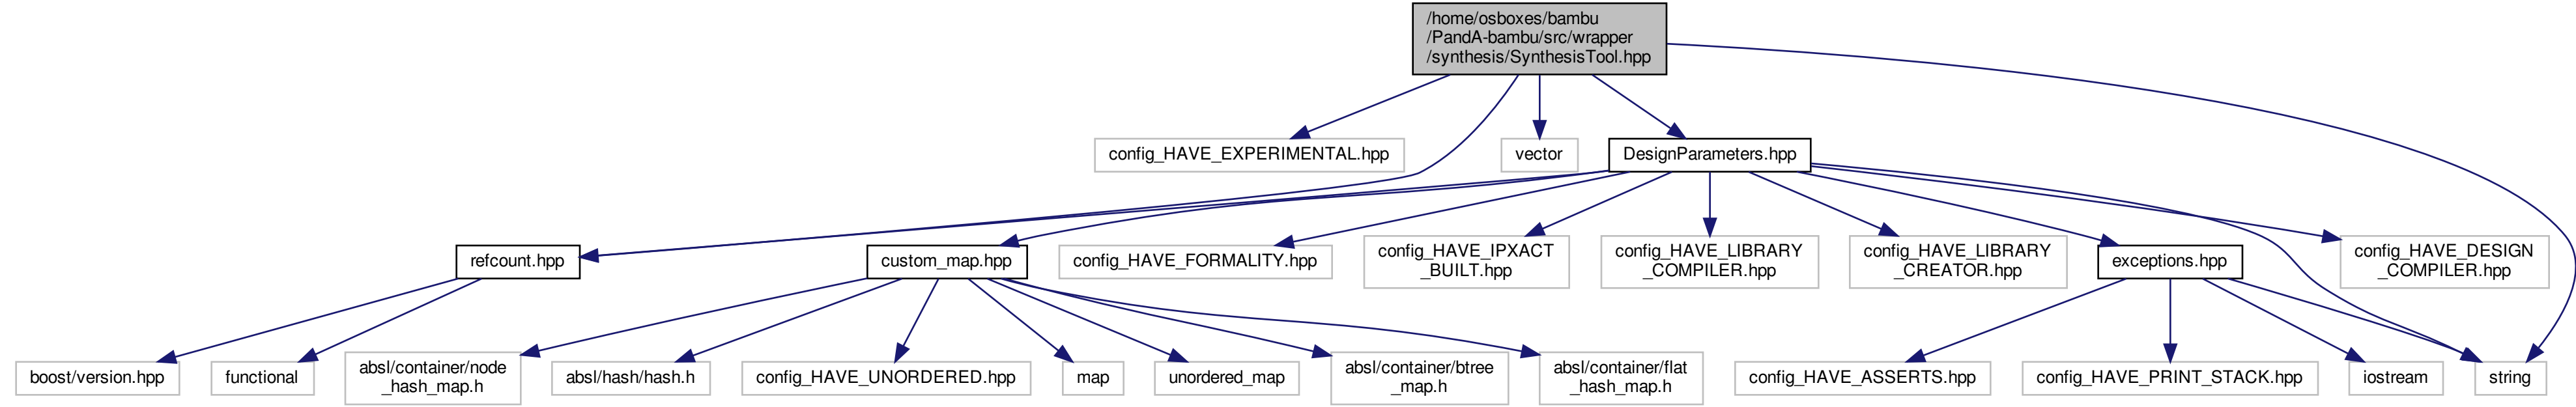 /home/osboxes/bambu
/PandA-bambu/src/wrapper
/synthesis/SynthesisTool.hpp
config_HAVE_EXPERIMENTAL.hpp
vector
DesignParameters.hpp
refcount.hpp
custom_map.hpp
config_HAVE_FORMALITY.hpp
config_HAVE_IPXACT
_BUILT.hpp
config_HAVE_LIBRARY
_COMPILER.hpp
config_HAVE_LIBRARY
_CREATOR.hpp
exceptions.hpp
config_HAVE_DESIGN
_COMPILER.hpp
boost/version.hpp
functional
absl/container/node
_hash_map.h
absl/hash/hash.h
config_HAVE_UNORDERED.hpp
map
unordered_map
absl/container/btree
_map.h
absl/container/flat
_hash_map.h
config_HAVE_ASSERTS.hpp
config_HAVE_PRINT_STACK.hpp
iostream
string